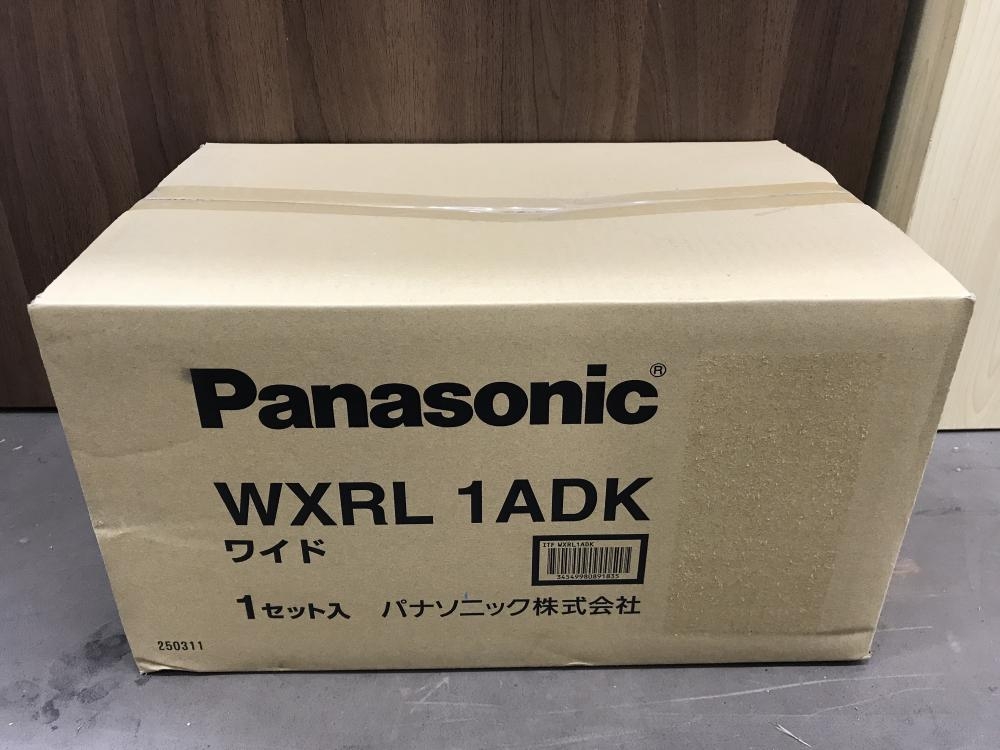 Panasonic®
WXRL 1ADK
ワイド
ITF WXRL1ADK
34549980891835
1セット入 パナソニック株式会社
250311